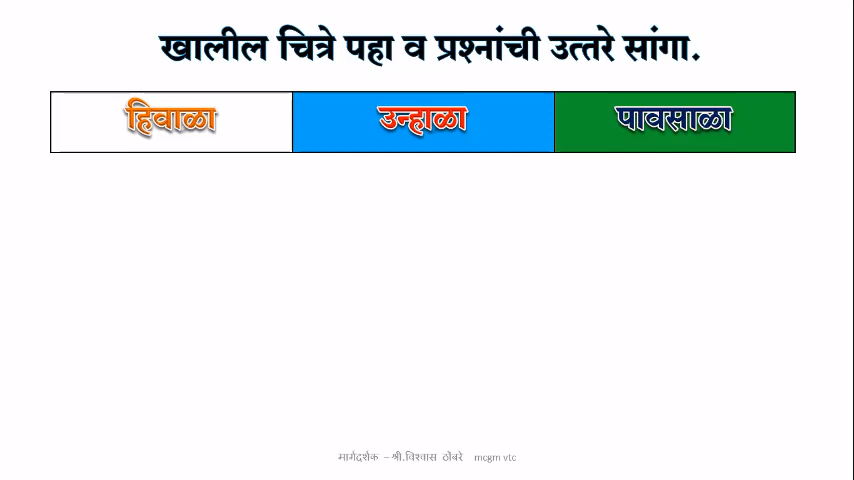 खालील चित्रे पहा व प्रश्नांची उत्तरे सांगा.
हिवाळा उन्हाळा पावसाळा
मार्गदर्शक – श्री.विश्वास ठोंबरे mcgm vtc